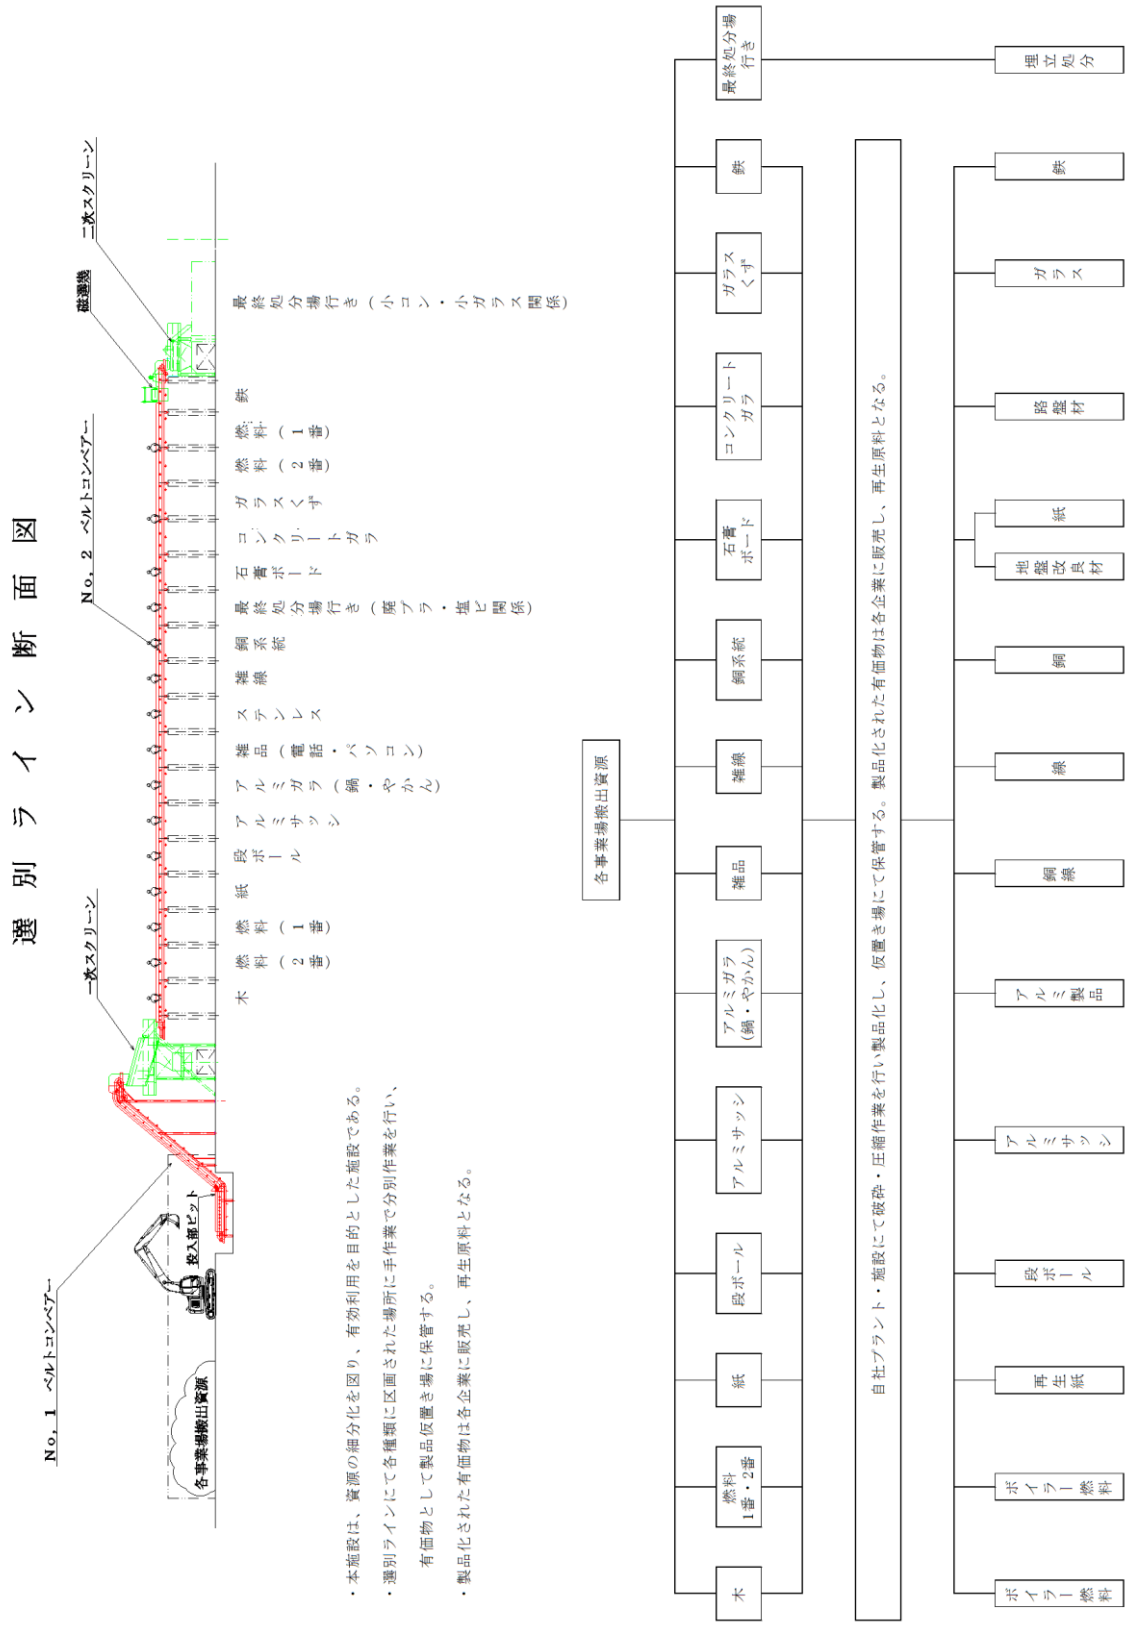 選別ライン断面図
No，1　ベルトコンベアー
一次スクリーン
No，2　ベルトコンベアー
磁選幾
二次スクリーン
各事業場搬出資源
投入部ピット
木
燃料（2番）
燃料（1番）
紙
段ボール
アルミサッシ
アルミガラ（鍋・やかん）
雑品（電話・パソコン）
ステンレス
雑線
銅系統
最終処分場行き（廃プラ・塩ビ関係）
石膏ボード
コンクリートガラ
ガラスくず
燃料（2番）
燃料（1番）
鉄
最終処分場行き（小コン・小ガラス関係）
・本施設は、資源の細分化を図り、有効利用を目的とした施設である。
・選別ラインにて各種類に区画された場所に手作業で分別作業を行い、
有価物として製品仮置き場に保管する。
・製品化された有価物は各企業に販売し、再生原料となる。
各事業場搬出資源
木
燃料
1番・2番
紙
段ボール
アルミサッシ
アルミガラ
(鍋・やかん)
雑品
雑線
銅系統
石膏
ボード
コンクリート
ガラ
ガラス
くず
鉄
最終処分場
行き
自社プラント・施設にて破砕・圧縮作業を行い製品化し、仮置き場にて保管する。製品化された有価物は各企業に販売し、再生原料となる。
ボイラー
燃料
ボイラー
燃料
再生紙
段ボール
アルミ
サッシ
アルミ
製品
銅線
線
銅
地盤
改良材
紙
路盤材
ガラス
鉄
埋立処分